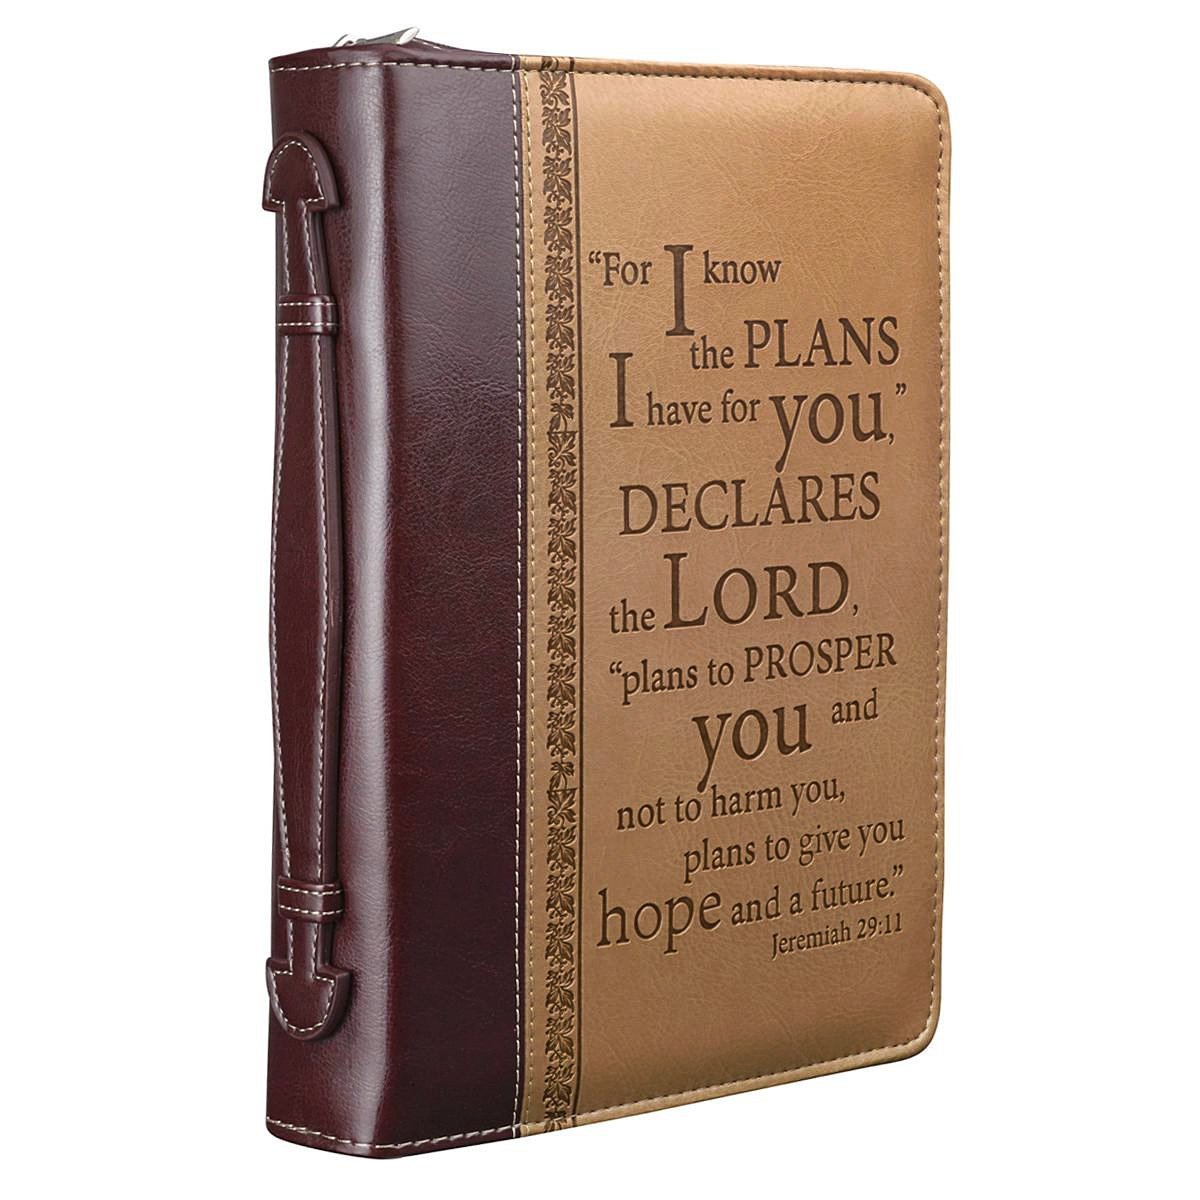 “For I know
the PLANS
I have for you,”
DECLARES
the LORD,
“plans to PROSPER
you and
not to harm you,
plans to give you
hope and a future.”
Jeremiah 29:11